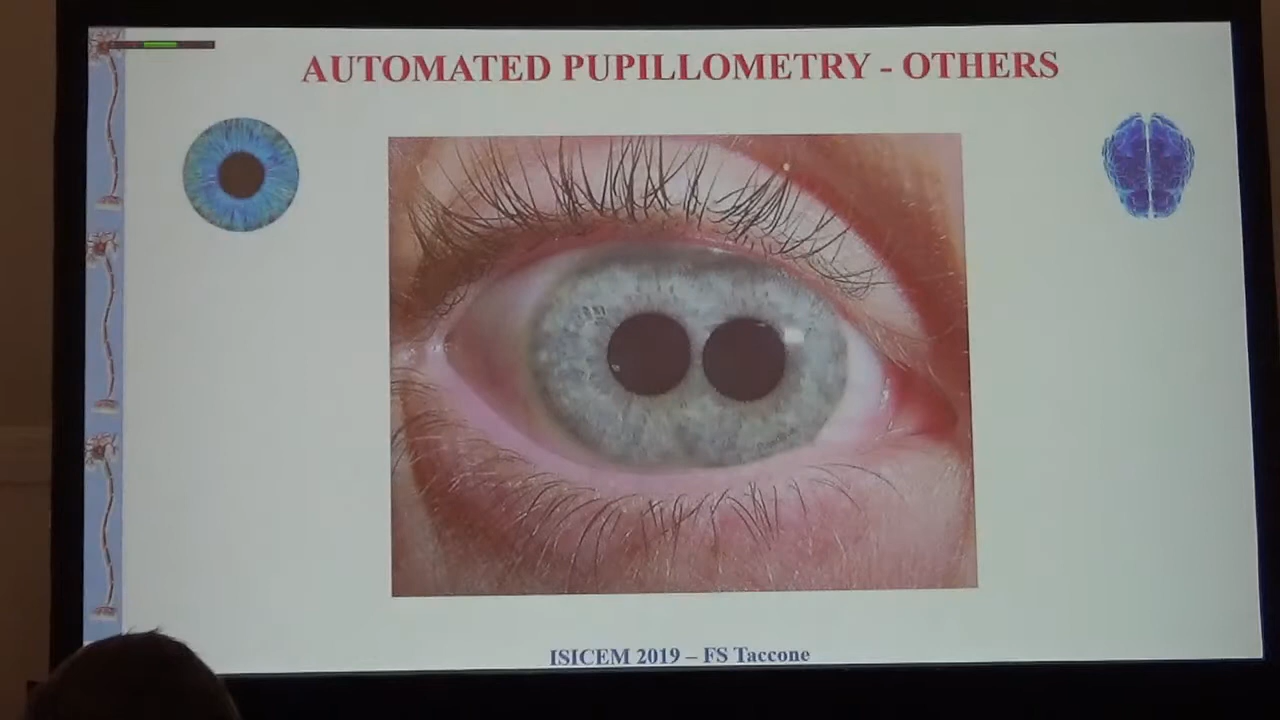 AUTOMATED PUPILLOMETRY - OTHERS
ISICEM 2019 – FS Taccone